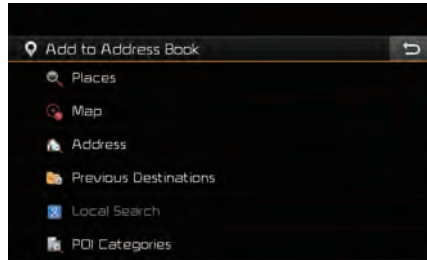 Add to Address Book
Places
Map
Address
Previous Destinations
Local Search
POI Categories